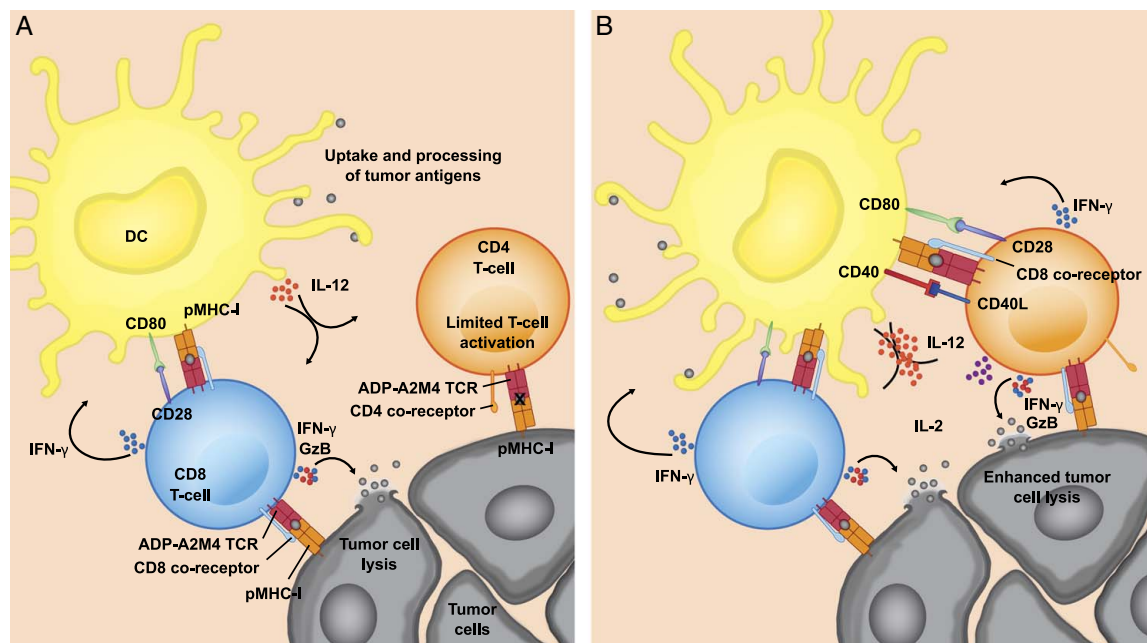 A
Uptake and processing
of tumor antigens
DC
IL-12
CD4
T-cell
Limited T-cell
activation
CD80
pMHC-I
ADP-A2M4 TCR
CD4 co-receptor
X
pMHC-I
CD28
IFN-γ
IFN-γ
GzB
CD8
T-cell
ADP-A2M4 TCR
CD8 co-receptor
pMHC-I
Tumor cell
lysis
Tumor
cells
B
CD80
IFN-γ
CD28
CD8 co-receptor
CD40
CD40L
IL-12
IFN-γ
GzB
IL-2
IFN-γ
Enhanced tumor
cell lysis